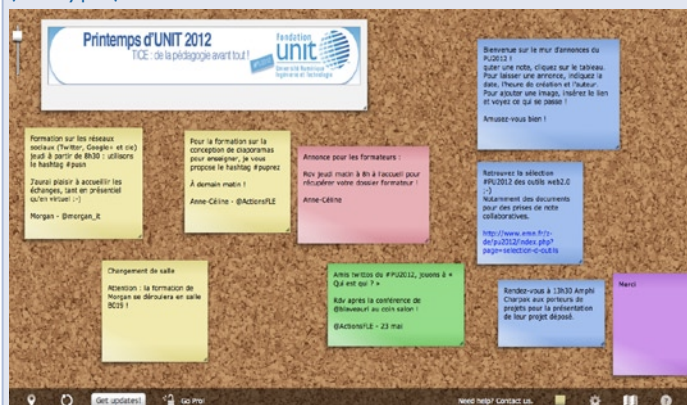 Printemps d'UNIT 2012
TICE : de la pédagogie avant tout !
Fondation
unit
Université Numérique
Ingénierie et Technologie
Bienvenue sur le mur d'annonces du
PU2012 !
outer une note, cliquez sur le tableau.
Pour laisser une annonce, indiquez la
date, l'heure de création et l'auteur.
Pour ajouter une image, insérez le lien
et voyez ce qui se passe !
Amusez-vous bien !
Formation sur les réseaux
sociaux (Twitter, Google+ et cie)
jeudi à partir de 8h30 : utilisons
le hashtag #pusn
J'aurai plaisir à accueillir les
échanges, tant en présentiel
qu'en virtuel :-)
Morgan - @morgan_it
Pour la formation sur la
conception de diaporamas
pour enseigner, je vous
propose le hashtag #puprez
À demain matin !
Anne-Céline - @ActionsFLE
Annonce pour les formateurs :
Rdv jeudi matin à 8h à l'accueil pour
récupérer votre dossier formateur !
Anne-Céline
Retrouvez la sélection
#PU2012 des outils web2.0
;-)
Notamment des documents
pour des prises de note
collaboratives.
page=selection-d-outils
Changement de salle
Attention : la formation de
Morgan se déroulera en salle
Amis twittos du #PU2012, jouons à «
Qui est qui ? »
Rdv après la conférence de
au coin salon !
@ActionsFLE - 23 mai
Rendez-vous à 13h30 Amphi
Charpak aux porteurs de
projets pour la présentation
de leur projet déposé.
Merci
Get updates!
Go Pro!
Need help? Contact us.